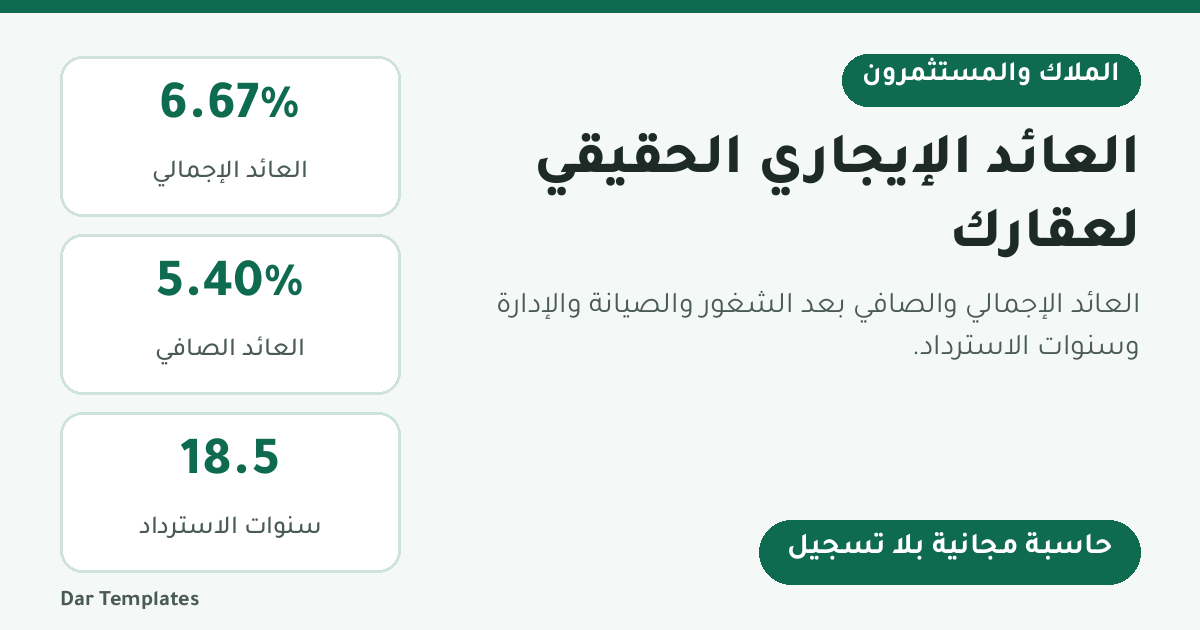 الملاك والمستثمرون
العائد الإيجاري الحقيقي
لعقارك
العائد الإجمالي والصافي بعد الشغور والصيانة والإدارة
وسنوات الاسترداد.
حاسبة مجانية بلا تسجيل
6.67%
العائد الإجمالي
5.40%
العائد الصافي
18.5
سنوات الاسترداد
Dar Templates